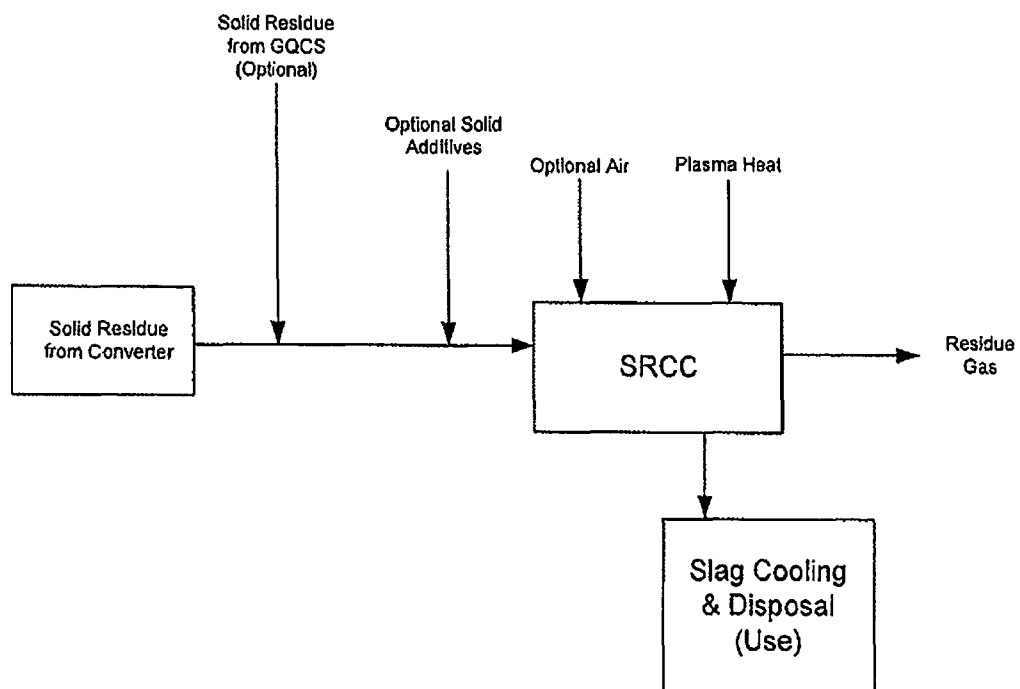 Solid Residue
from GQCS
(Optional)
Optional Solid
Additives
Optional Air
Plasma Heat
Solid Residue
from Converter
SRCC
Residue
Gas
Slag Cooling
& Disposal
(Use)